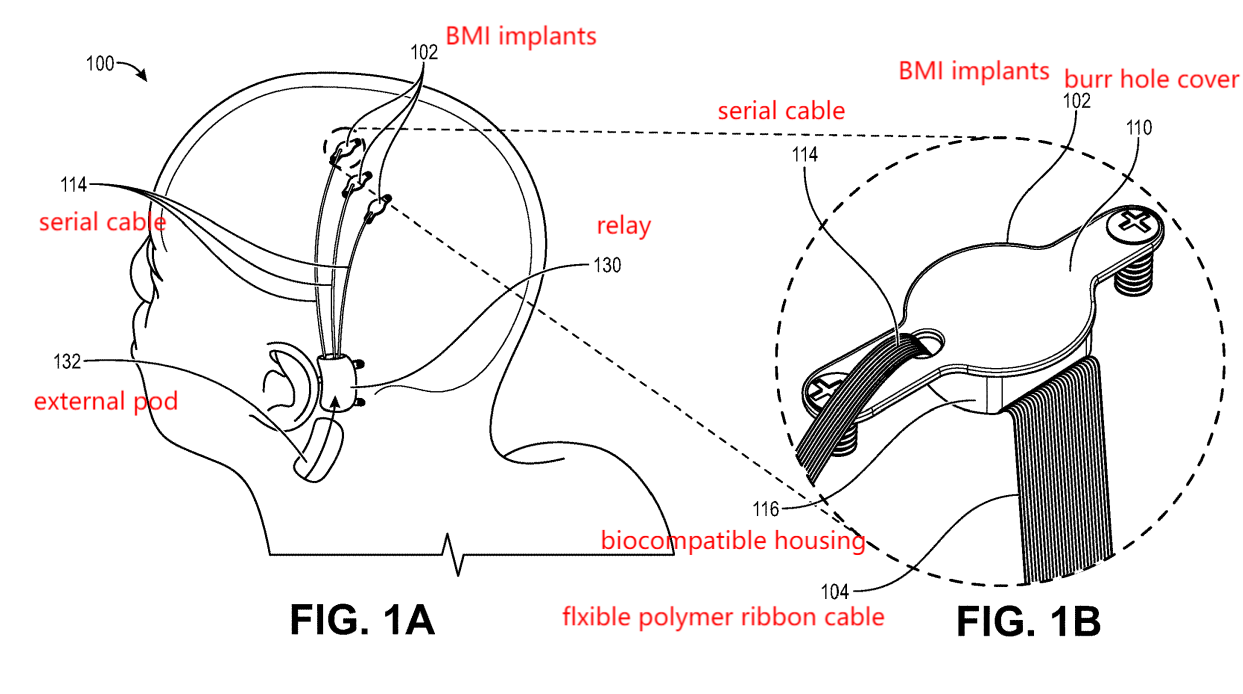 BMI implants
102
100
114
serial cable
relay
130
132
external pod
FIG. 1A
BMI implants
burr hole cover
102
serial cable
110
114
116
biocompatible housing
104
flxible polymer ribbon cable
FIG. 1B